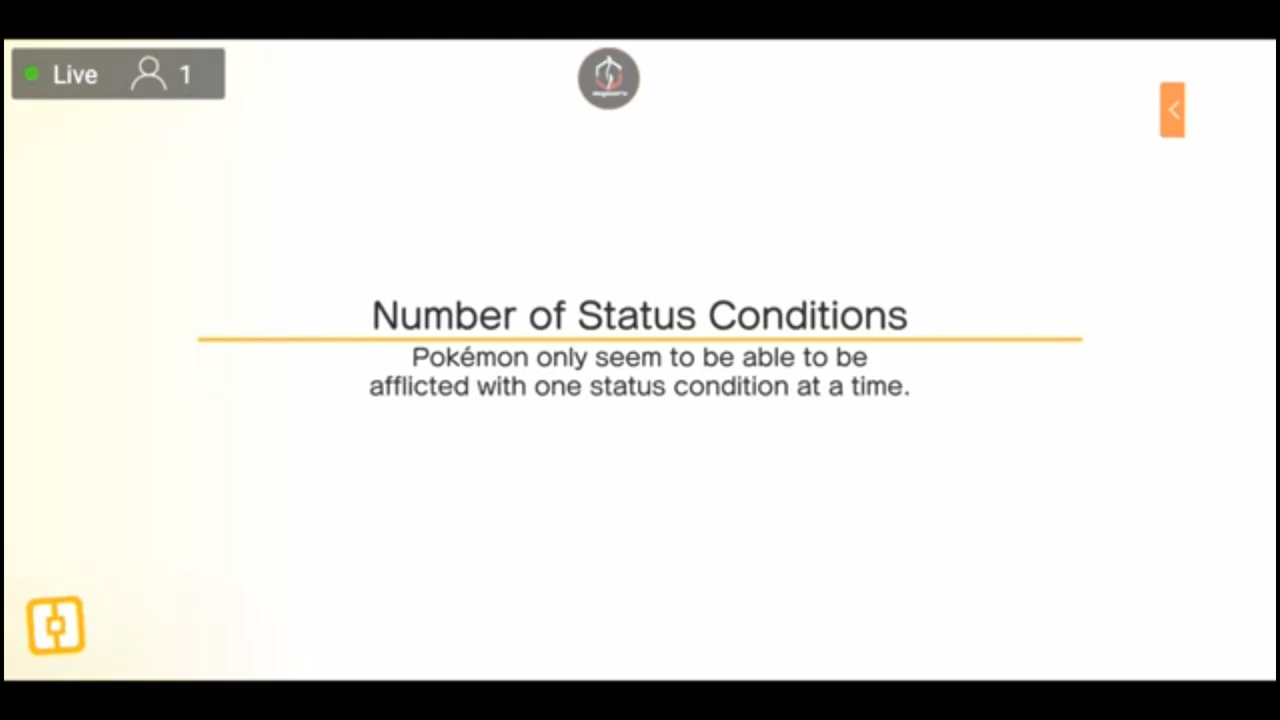 Live 1
Number of Status Conditions
Pokémon only seem to be able to be
afflicted with one status condition at a time.